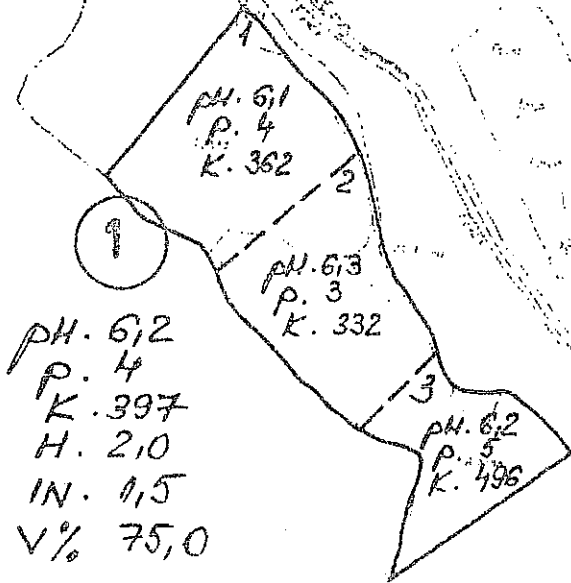 1
pH. 6,1
P. 4
K. 362
2
pH. 6,3
P. 3
K. 332
3
pH. 6,2
P. 5
K. 496
1
pH. 6,2
P. 4
K. 397
H. 2,0
IN. 1,5
V% 75,0